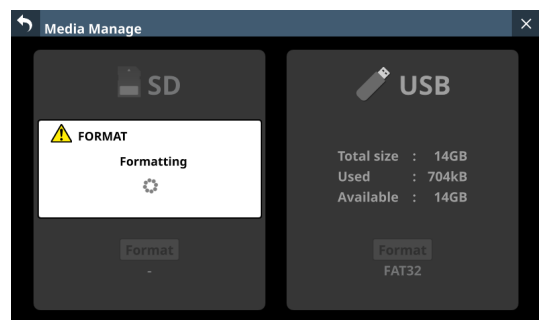 Media Manage
SD
FORMAT
Formatting
Format
-
USB
Total size : 14GB
Used : 704kB
Available : 14GB
Format
FAT32